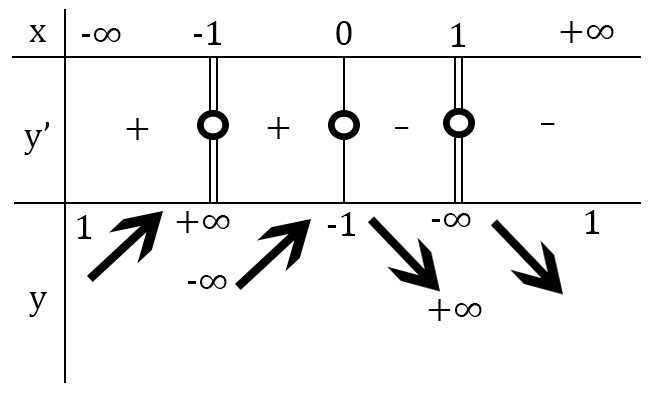 x -∞ -1 0 1 +∞
y' + + - -
1 +∞ -1 -∞ 1
-∞
y +∞